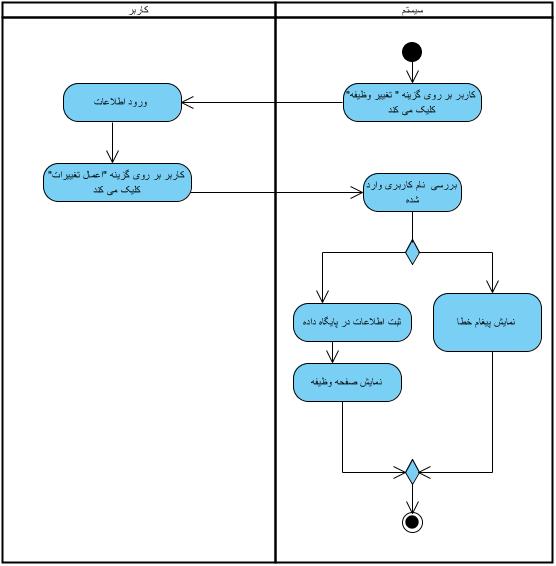 کاربر
سیستم
کاربر بر روی گزینه " تغییر وظیفه"
کلیک می کند
ورود اطلاعات
کاربر بر روی گزینه "اعمال تغییرات"
کلیک می کند
بررسی نام کاربری وارد
شده
ثبت اطلاعات در پایگاه داده
نمایش پیغام خطا
نمایش صفحه وظیفه